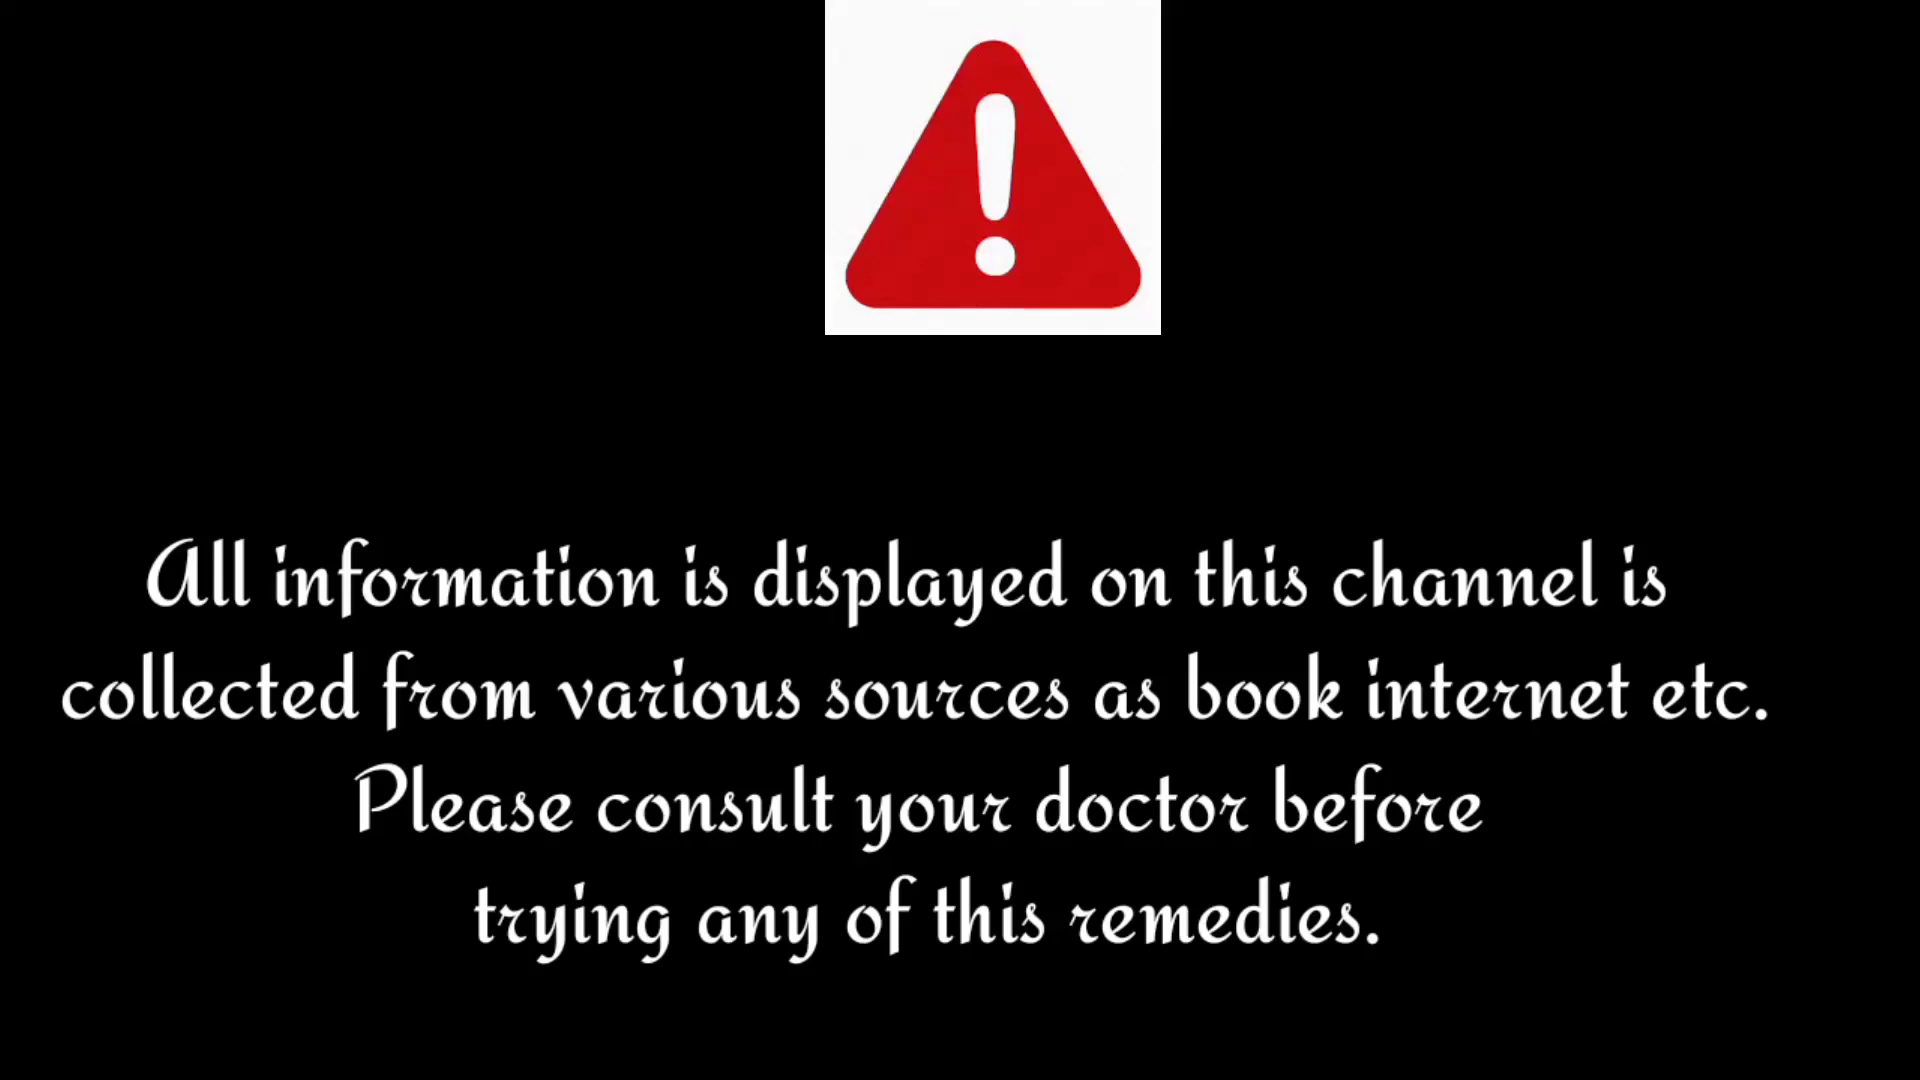 All information is displayed on this channel is
collected from various sources as book internet etc.
Please consult your doctor before
trying any of this remedies.